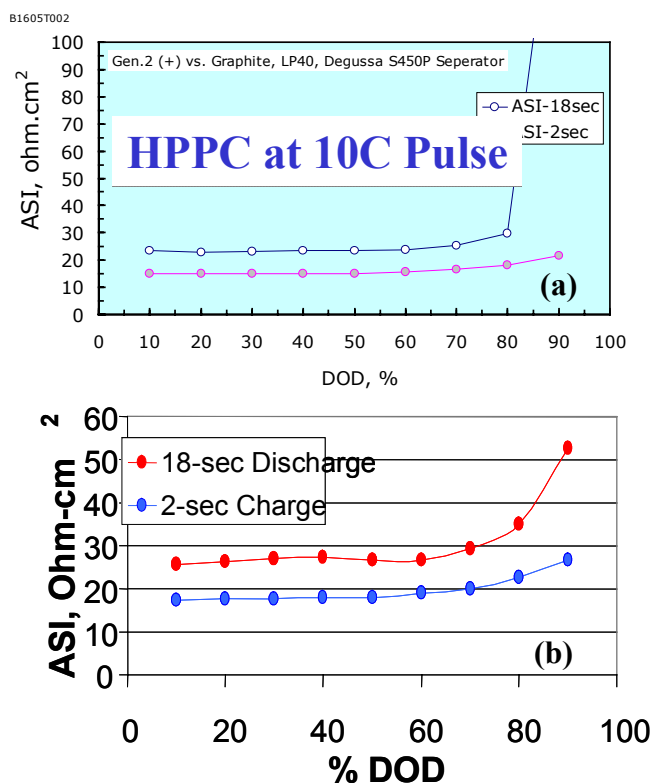 B1605T002
Gen.2 (+) vs. Graphite, LP40, Degussa S450P Seperator
ASI-18sec
ASI-2sec
HPPC at 10C Pulse
(a)
ASI, ohm.cm2
100
90
80
70
60
50
40
30
20
10
0
0 10 20 30 40 50 60 70 80 90 100
DOD, %
18-sec Discharge
2-sec Charge
(b)
ASI, Ohm-cm 2
60
50
40
30
20
10
0
0 20 40 60 80 100
% DOD